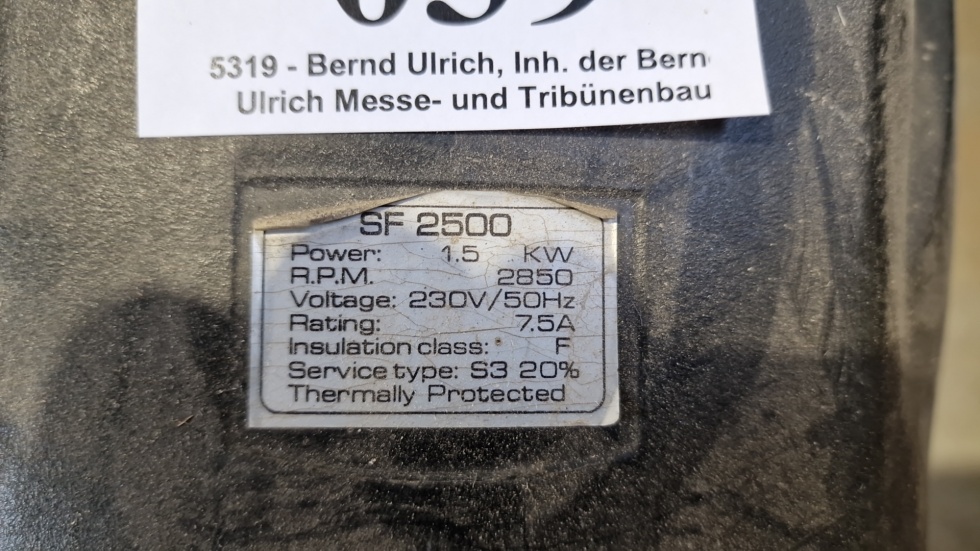 5319 - Bernd Ulrich, Inh. der Bern
Ulrich Messe- und Tribünenbau
SF 2500
Power: 1.5 KW
R.P.M. 2850
Voltage: 230V/50Hz
Rating: 7.5A
Insulation class: F
Service type: S3 20%
Thermally Protected